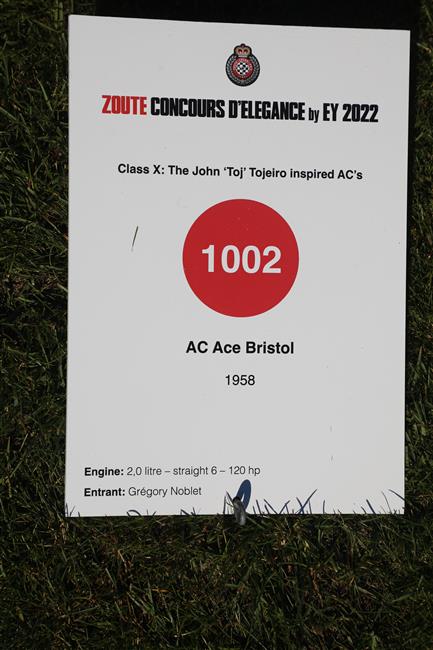 ZOUTE CONCOURS D'ELEGANCE by EY 2022
Class X: The John ‘Toj’ Tojeiro inspired AC’s
1002
AC Ace Bristol
1958
Engine: 2,0 litre – straight 6 – 120 hp
Entrant: Grégory Noblet